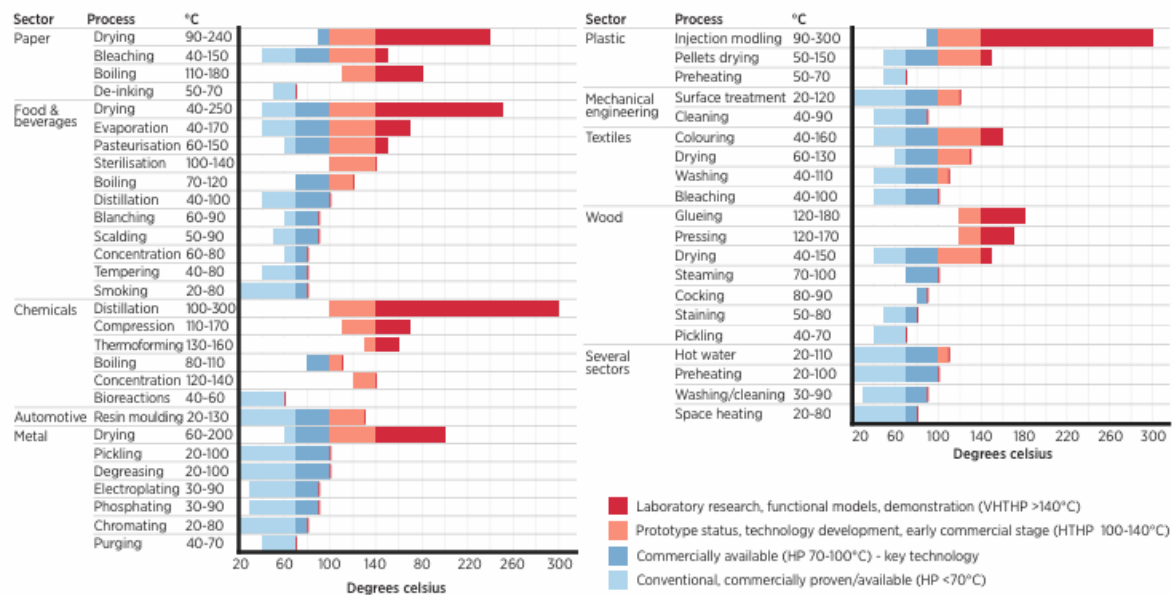 Sector Process °C
Paper Drying 90-240
Bleaching 40-150
Boiling 110-180
De-inking 50-70
Food & beverages Drying 40-250
Evaporation 40-170
Pasteurisation 60-150
Sterilisation 100-140
Boiling 70-120
Distillation 40-100
Blanching 60-90
Scalding 50-90
Concentration 60-80
Tempering 40-80
Smoking 20-80
Chemicals Distillation 100-300
Compression 110-170
Thermoforming 130-160
Boiling 80-110
Concentration 120-140
Bioreactions 40-60
Automotive Resin moulding 20-130
Metal Drying 60-200
Pickling 20-100
Degreasing 20-100
Electroplating 30-90
Phosphating 30-90
Chromating 20-80
Purging 40-70
20 60 100 140 180 220 260 300
Degrees celsius
Sector Process °C
Plastic Injection modling 90-300
Pellets drying 50-150
Preheating 50-70
Mechanical engineering Surface treatment 20-120
Cleaning 40-90
Textiles Colouring 40-160
Drying 60-130
Washing 40-110
Bleaching 40-100
Wood Glueing 120-180
Pressing 120-170
Drying 40-150
Steaming 70-100
Cocking 80-90
Staining 50-80
Pickling 40-70
Several sectors Hot water 20-110
Preheating 20-100
Washing/cleaning 30-90
Space heating 20-80
20 60 100 140 180 220 260 300
Degrees celsius
Laboratory research, functional models, demonstration (VHTHP >140°C)
Prototype status, technology development, early commercial stage (HTHP 100-140°C)
Commercially available (HP 70-100°C) - key technology
Conventional, commercially proven/available (HP <70°C)